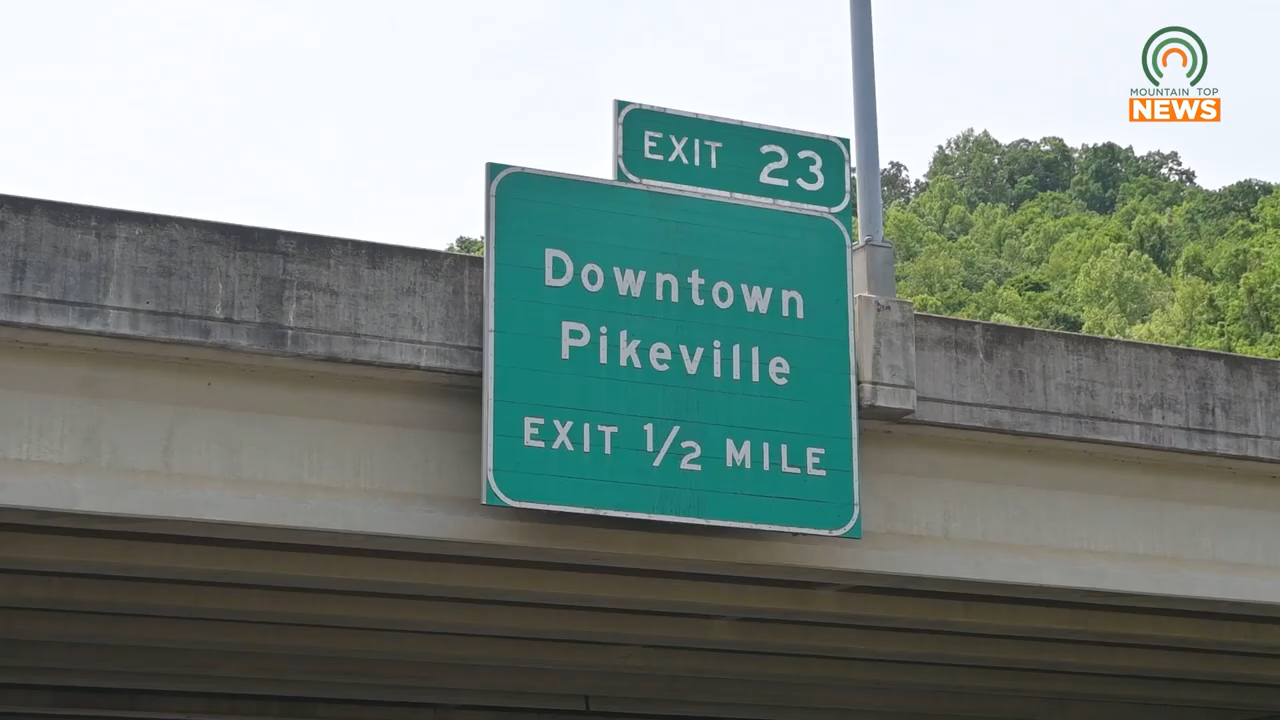 MOUNTAIN TOP
NEWS
EXIT 23
Downtown
Pikeville
EXIT 1/2 MILE